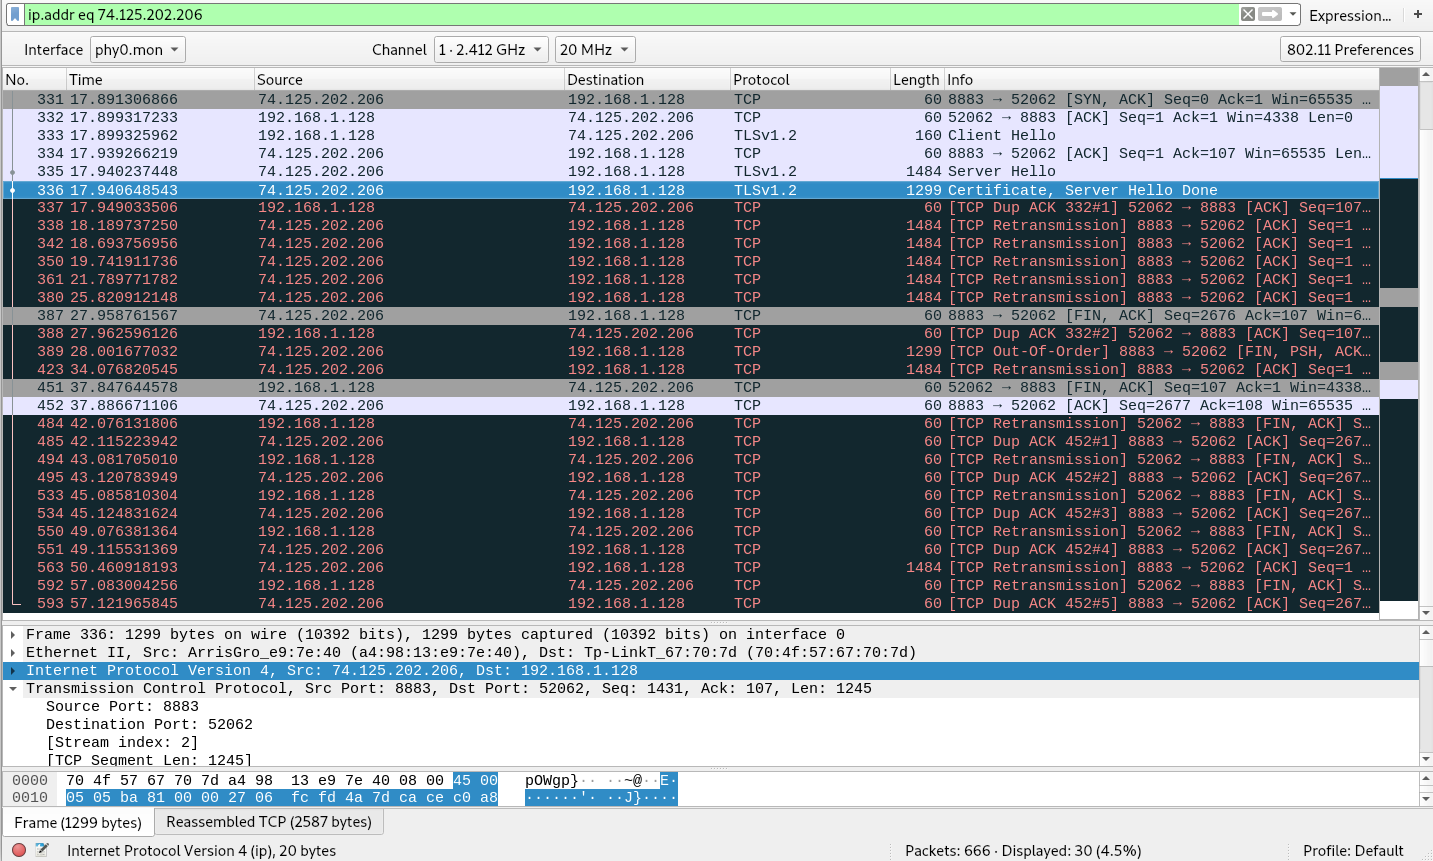 ip.addr eq 74.125.202.206 Expression... +
Interface phy0.mon Channel 1 · 2.412 GHz 20 MHz 802.11 Preferences
No. Time Source Destination Protocol Length Info
331 17.891306866 74.125.202.206 192.168.1.128 TCP 60 8883 → 52062 [SYN, ACK] Seq=0 Ack=1 Win=65535 …
332 17.899317233 192.168.1.128 74.125.202.206 TCP 60 52062 → 8883 [ACK] Seq=1 Ack=1 Win=4338 Len=0
333 17.899325962 192.168.1.128 74.125.202.206 TLSv1.2 160 Client Hello
334 17.939266219 74.125.202.206 192.168.1.128 TCP 60 8883 → 52062 [ACK] Seq=1 Ack=107 Win=65535 Len…
335 17.940237448 74.125.202.206 192.168.1.128 TLSv1.2 1484 Server Hello
336 17.940648543 74.125.202.206 192.168.1.128 TLSv1.2 1299 Certificate, Server Hello Done
337 17.949033506 192.168.1.128 74.125.202.206 TCP 60 [TCP Dup ACK 332#1] 52062 → 8883 [ACK] Seq=107…
338 18.189737250 74.125.202.206 192.168.1.128 TCP 1484 [TCP Retransmission] 8883 → 52062 [ACK] Seq=1 …
342 18.693756956 74.125.202.206 192.168.1.128 TCP 1484 [TCP Retransmission] 8883 → 52062 [ACK] Seq=1 …
350 19.741911736 74.125.202.206 192.168.1.128 TCP 1484 [TCP Retransmission] 8883 → 52062 [ACK] Seq=1 …
361 21.789771782 74.125.202.206 192.168.1.128 TCP 1484 [TCP Retransmission] 8883 → 52062 [ACK] Seq=1 …
380 25.820912148 74.125.202.206 192.168.1.128 TCP 1484 [TCP Retransmission] 8883 → 52062 [ACK] Seq=1 …
387 27.958761567 74.125.202.206 192.168.1.128 TCP 60 8883 → 52062 [FIN, ACK] Seq=2676 Ack=107 Win=6…
388 27.962596126 192.168.1.128 74.125.202.206 TCP 60 [TCP Dup ACK 332#2] 52062 → 8883 [ACK] Seq=107…
389 28.001677032 74.125.202.206 192.168.1.128 TCP 1299 [TCP Out-Of-Order] 8883 → 52062 [FIN, PSH, ACK…
423 34.076820545 74.125.202.206 192.168.1.128 TCP 1484 [TCP Retransmission] 8883 → 52062 [ACK] Seq=1 …
451 37.847644578 192.168.1.128 74.125.202.206 TCP 60 52062 → 8883 [FIN, ACK] Seq=107 Ack=1 Win=4338…
452 37.886671106 74.125.202.206 192.168.1.128 TCP 60 8883 → 52062 [ACK] Seq=2677 Ack=108 Win=65535 …
484 42.076131806 192.168.1.128 74.125.202.206 TCP 60 [TCP Retransmission] 52062 → 8883 [FIN, ACK] S…
485 42.115223942 74.125.202.206 192.168.1.128 TCP 60 [TCP Dup ACK 452#1] 8883 → 52062 [ACK] Seq=267…
494 43.081705010 192.168.1.128 74.125.202.206 TCP 60 [TCP Retransmission] 52062 → 8883 [FIN, ACK] S…
495 43.120783949 74.125.202.206 192.168.1.128 TCP 60 [TCP Dup ACK 452#2] 8883 → 52062 [ACK] Seq=267…
533 45.085810304 192.168.1.128 74.125.202.206 TCP 60 [TCP Retransmission] 52062 → 8883 [FIN, ACK] S…
534 45.124831624 74.125.202.206 192.168.1.128 TCP 60 [TCP Dup ACK 452#3] 8883 → 52062 [ACK] Seq=267…
550 49.076381364 192.168.1.128 74.125.202.206 TCP 60 [TCP Retransmission] 52062 → 8883 [FIN, ACK] S…
551 49.115531369 74.125.202.206 192.168.1.128 TCP 60 [TCP Dup ACK 452#4] 8883 → 52062 [ACK] Seq=267…
563 50.460918193 74.125.202.206 192.168.1.128 TCP 1484 [TCP Retransmission] 8883 → 52062 [ACK] Seq=1 …
592 57.083004256 192.168.1.128 74.125.202.206 TCP 60 [TCP Retransmission] 52062 → 8883 [FIN, ACK] S…
593 57.121965845 74.125.202.206 192.168.1.128 TCP 60 [TCP Dup ACK 452#5] 8883 → 52062 [ACK] Seq=267…
Frame 336: 1299 bytes on wire (10392 bits), 1299 bytes captured (10392 bits) on interface 0
Ethernet II, Src: ArrisGro_e9:7e:40 (a4:98:13:e9:7e:40), Dst: Tp-LinkT_67:70:7d (70:4f:57:67:70:7d)
Internet Protocol Version 4, Src: 74.125.202.206, Dst: 192.168.1.128
Transmission Control Protocol, Src Port: 8883, Dst Port: 52062, Seq: 1431, Ack: 107, Len: 1245
Source Port: 8883
Destination Port: 52062
[Stream index: 2]
[TCP Segment Len: 1245]
0000 70 4f 57 67 70 7d a4 98 13 e9 7e 40 08 00 45 00 pOWgp}·· ··~@··E·
0010 05 05 ba 81 00 00 27 06 fc fd 4a 7d ca ce c0 a8 ······'· ··J}····
Frame (1299 bytes) Reassembled TCP (2587 bytes)
Internet Protocol Version 4 (ip), 20 bytes Packets: 666 · Displayed: 30 (4.5%) Profile: Default